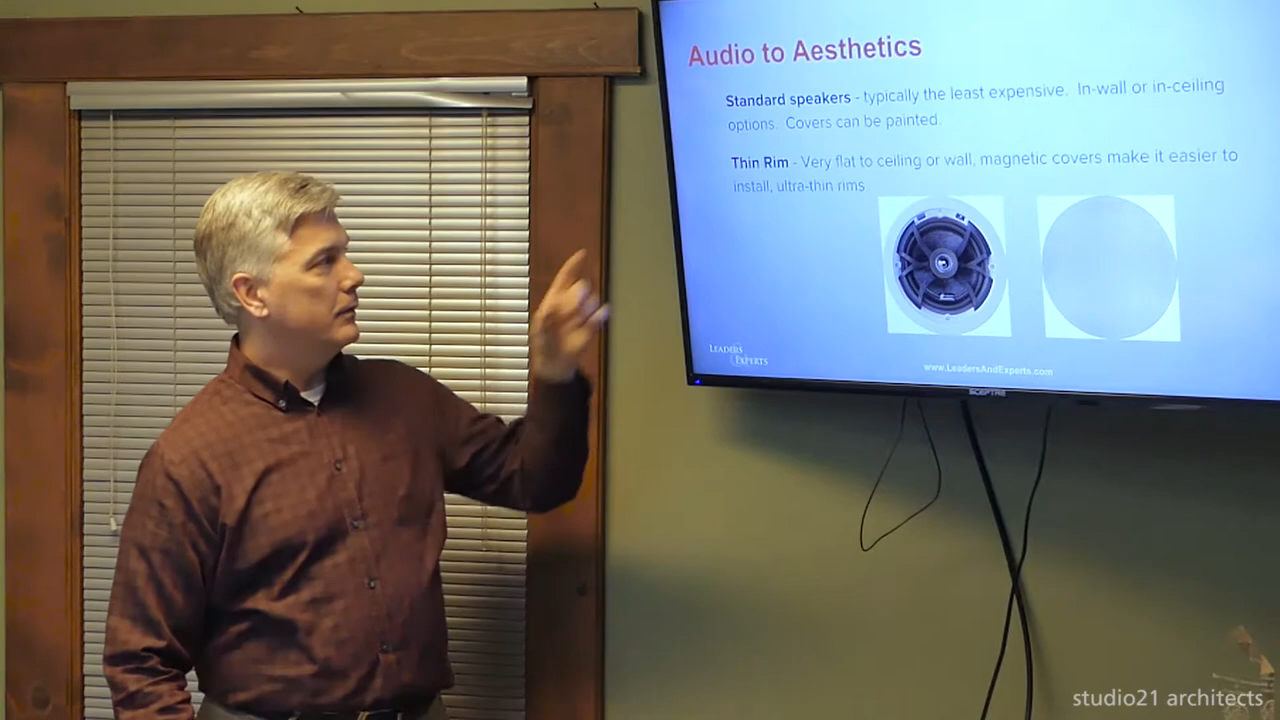 Audio to Aesthetics
Standard speakers - typically the least expensive. In-wall or in-ceiling
options. Covers can be painted.
Thin Rim - Very flat to ceiling or wall, magnetic covers make it easier to
install, ultra-thin rims
LEADERS
& EXPERTS
www.LeadersAndExperts.com
SCEPTRE
studio21 architects